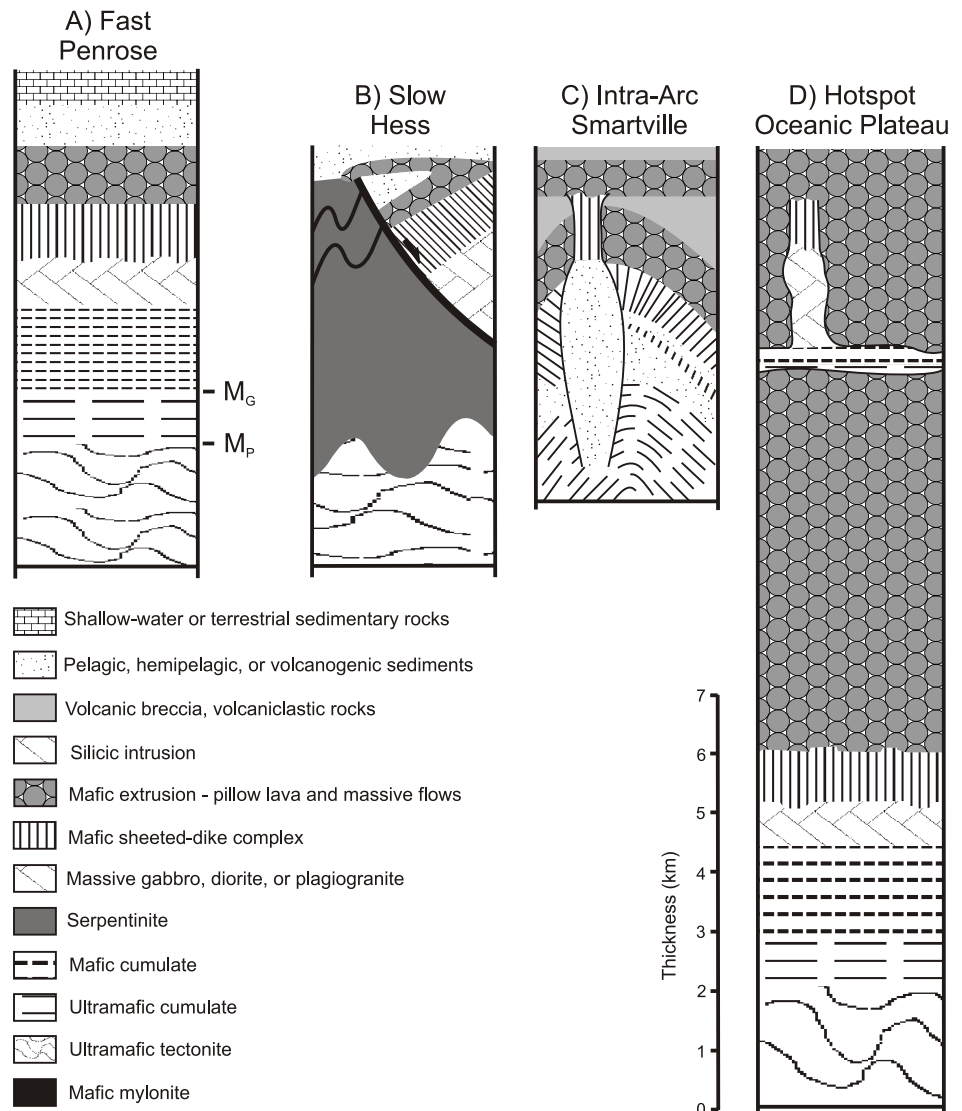 A) Fast
Penrose
B) Slow
Hess
C) Intra-Arc
Smartville
D) Hotspot
Oceanic Plateau
MG
MP
Shallow-water or terrestrial sedimentary rocks
Pelagic, hemipelagic, or volcanogenic sediments
Volcanic breccia, volcaniclastic rocks
Silicic intrusion
Mafic extrusion - pillow lava and massive flows
Mafic sheeted-dike complex
Massive gabbro, diorite, or plagiogranite
Serpentinite
Mafic cumulate
Ultramafic cumulate
Ultramafic tectonite
Mafic mylonite
Thickness (km)
7
6
5
4
3
2
1
0